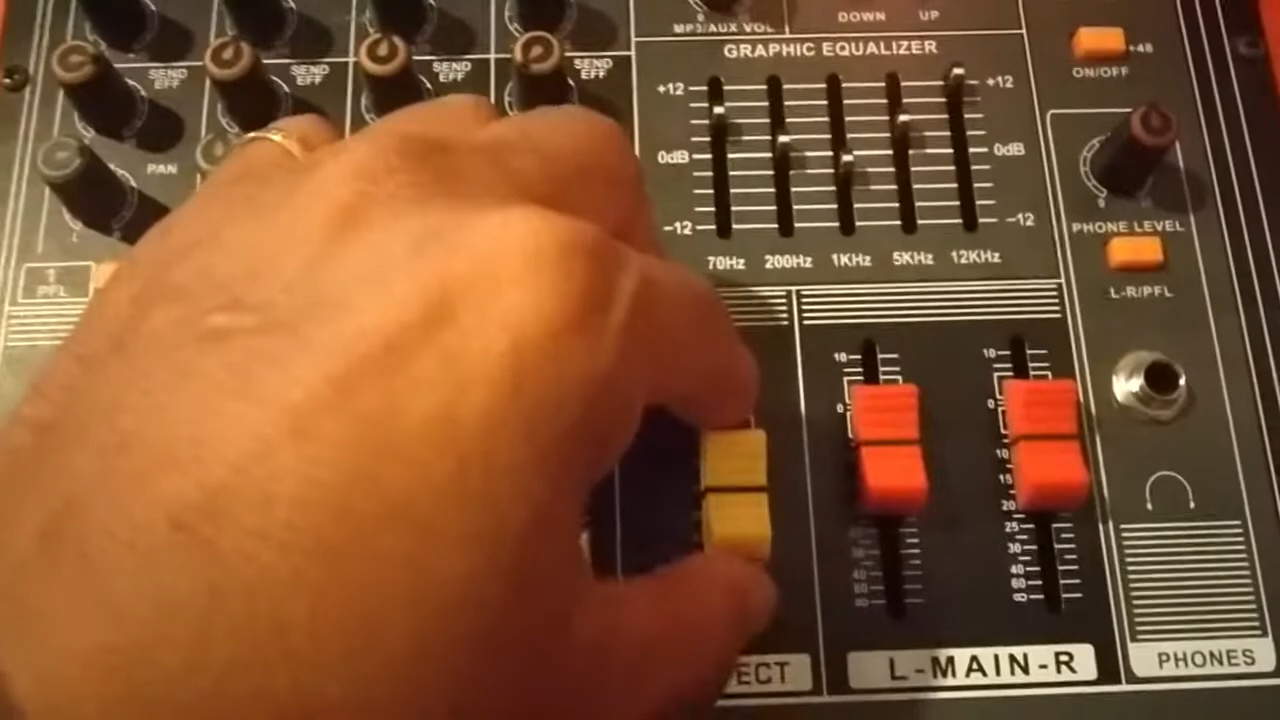 MP3/AUX VOL
DOWN UP
GRAPHIC EQUALIZER
+48
ON/OFF
SEND EFF
SEND EFF
SEND EFF
SEND EFF
+12 +12
0dB 0dB
-12 -12
70Hz 200Hz 1KHz 5KHz 12KHz
PAN
L
1
PFL
PHONE LEVEL
0
L-R/PFL
10 10
0 0
10
15
20
25
30
40 40
60 60
∞ ∞
ECT
L-MAIN-R
PHONES